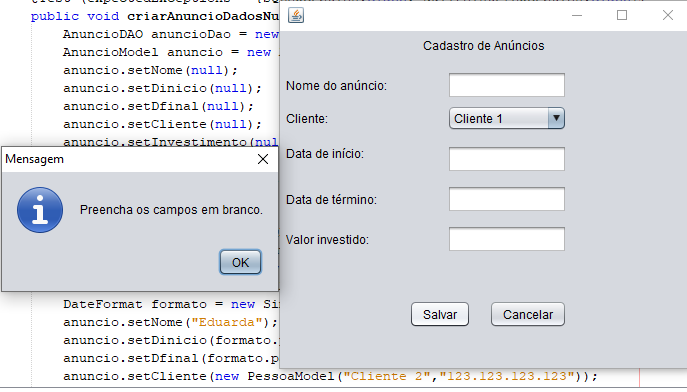 public void criarAnuncioDadosNu
AnuncioDAO anuncioDao = new
AnuncioModel anuncio = new
anuncio.setNome(null);
anuncio.setDinicio(null);
anuncio.setDfinal(null);
anuncio.setCliente(null);
anuncio.setInvestimento(nul
Mensagem
Preencha os campos em branco.
OK
DateFormat formato = new Si
anuncio.setNome("Eduarda");
anuncio.setDinicio(formato.
anuncio.setDfinal(formato.p
anuncio.setCliente(new PessoaModel("Cliente 2","123.123.123.123"));
Cadastro de Anúncios
Nome do anúncio:
Cliente:
Cliente 1
Data de início:
Data de término:
Valor investido:
Salvar
Cancelar